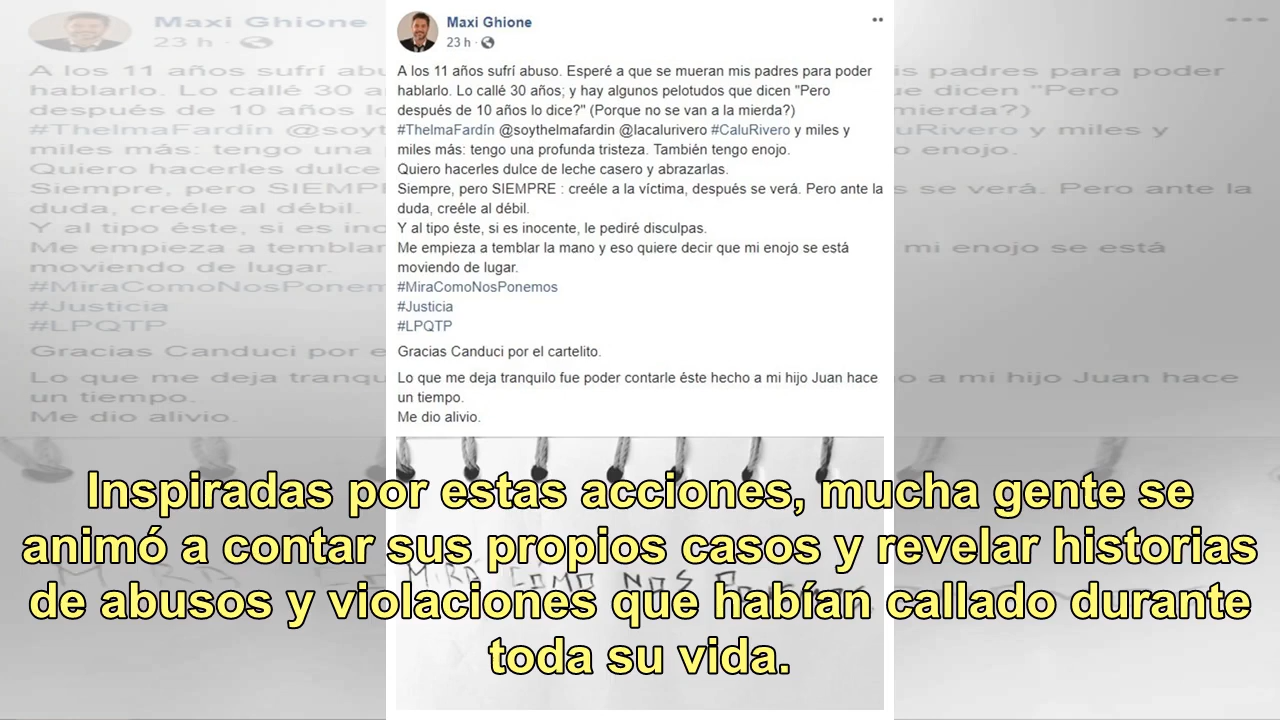 Maxi Ghione
23 h
A los 11 años sufrí abuso. Esperé a que se mueran mis padres para poder
hablarlo. Lo callé 30 años; y hay algunos pelotudos que dicen "Pero
después de 10 años lo dice?" (Porque no se van a la mierda?)
#ThelmaFardín @soythelmafardin @lacalurivero #CaluRivero y miles y
miles más: tengo una profunda tristeza. También tengo enojo.
Quiero hacerles dulce de leche casero y abrazarlas.
Siempre, pero SIEMPRE : creéle a la víctima, después se verá. Pero ante la
duda, creéle al débil.
Y al tipo éste, si es inocente, le pediré disculpas.
Me empieza a temblar la mano y eso quiere decir que mi enojo se está
moviendo de lugar.
#MiraComoNosPonemos
#Justicia
#LPQTP
Gracias Canduci por el cartelito.
Lo que me deja tranquilo fue poder contarle éste hecho a mi hijo Juan hace
un tiempo.
Me dio alivio.
Inspiradas por estas acciones, mucha gente se
animó a contar sus propios casos y revelar historias
MIRÁ CÓMO NOS
de abusos y violaciones que habían callado durante
toda su vida.